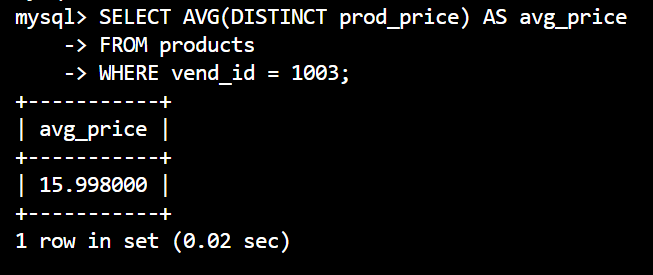 mysql> SELECT AVG(DISTINCT prod_price) AS avg_price
    -> FROM products
    -> WHERE vend_id = 1003;
+-----------+
| avg_price |
+-----------+
| 15.998000 |
+-----------+
1 row in set (0.02 sec)